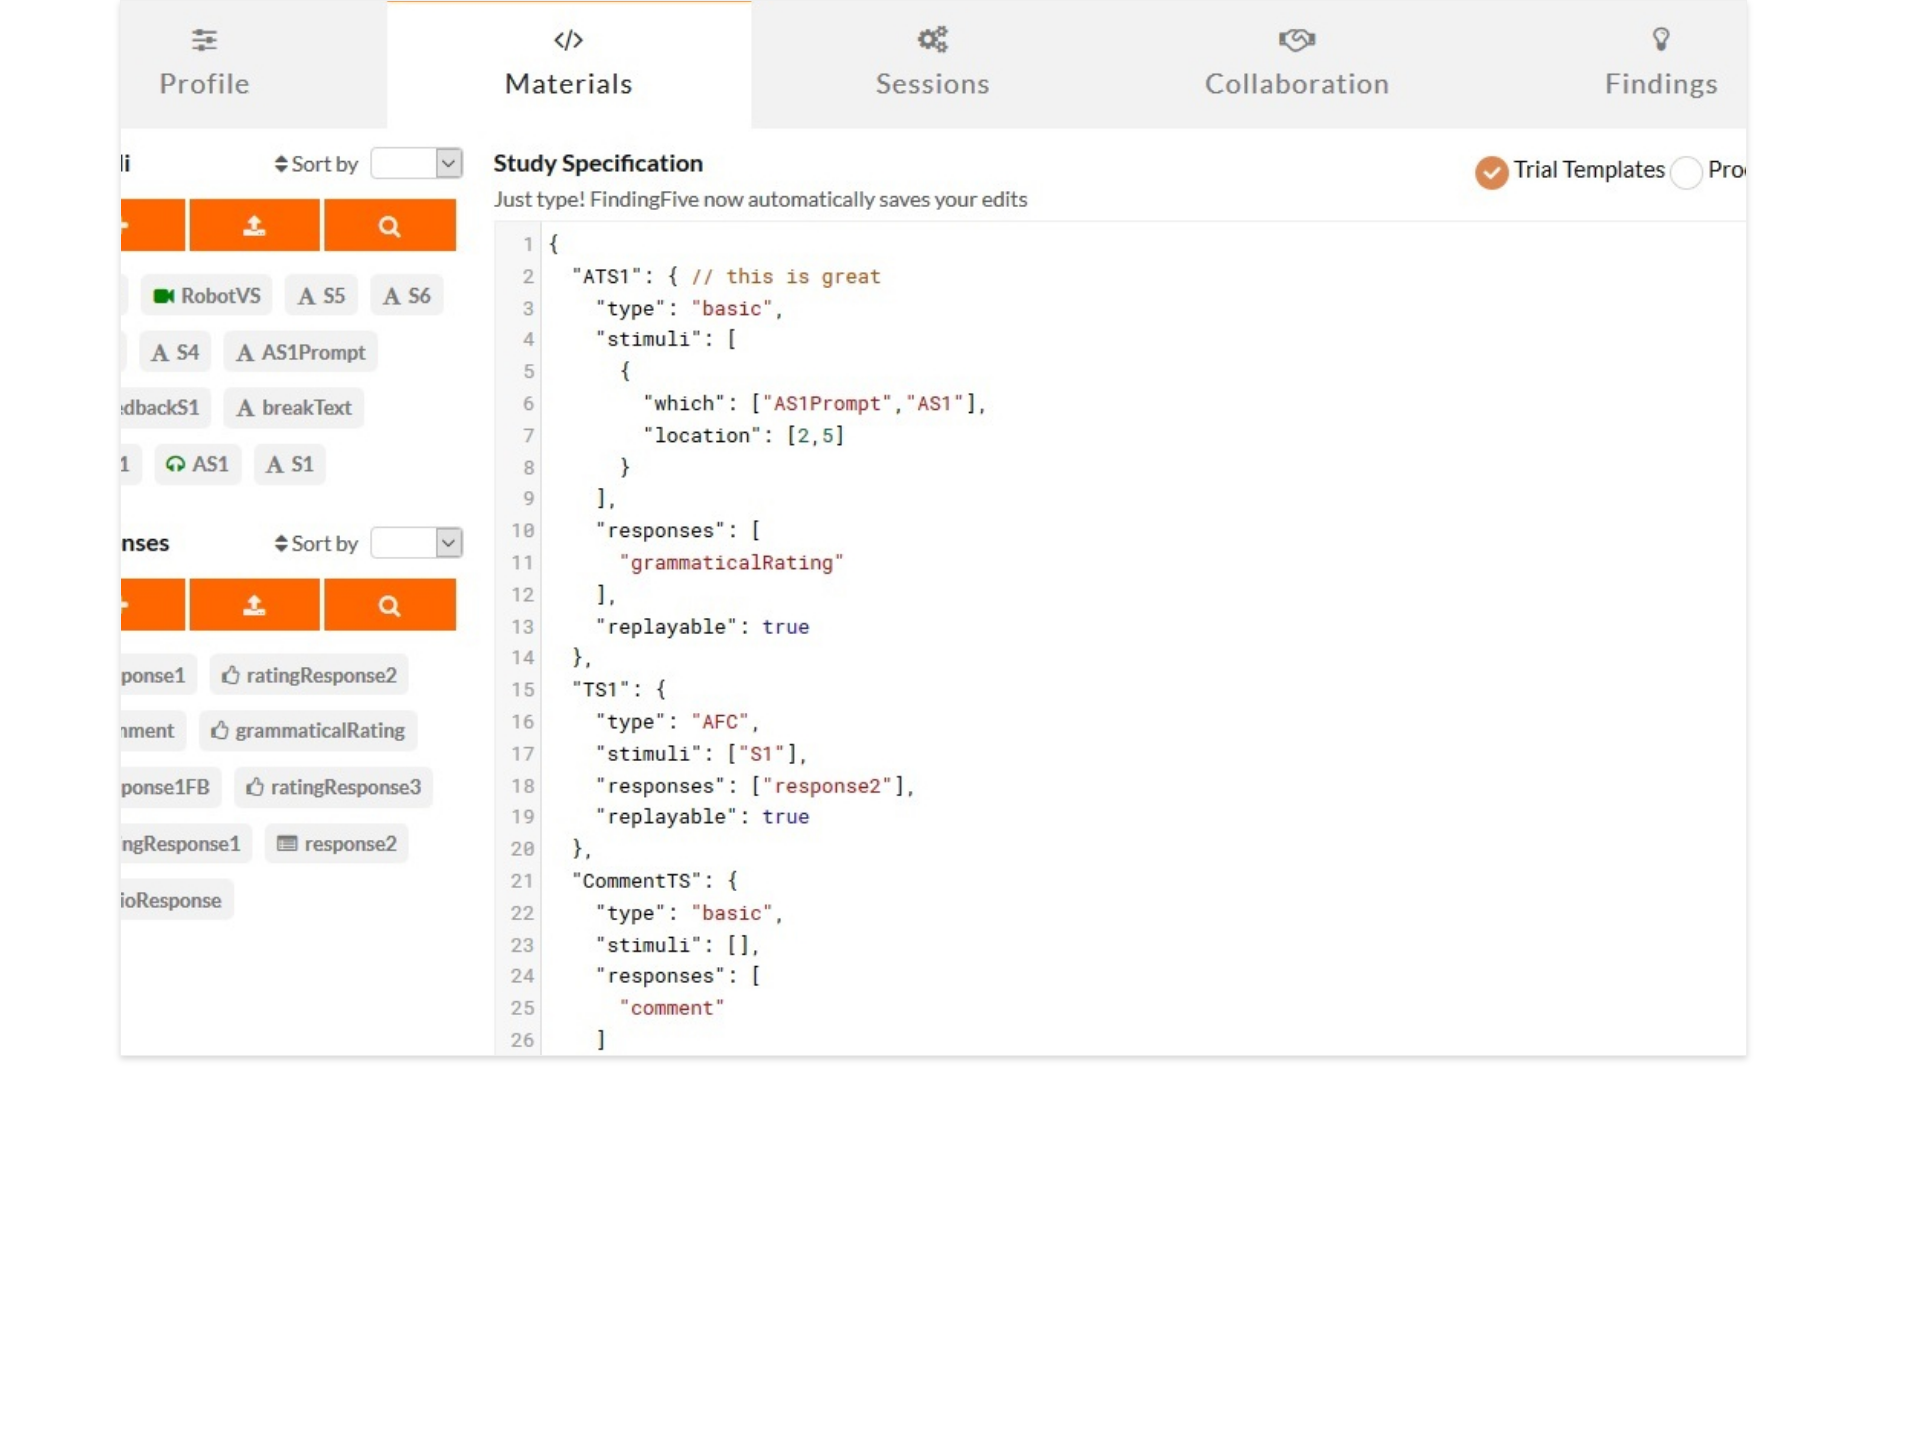 Profile
Materials
Sessions
Collaboration
Findings
li
Sort by
RobotVS
A S5
A S6
A S4
A AS1Prompt
edbackS1
A breakText
1
AS1
A S1
nses
Sort by
ponse1
ratingResponse2
nment
grammaticalRating
ponse1FB
ratingResponse3
ngResponse1
response2
ioResponse
Study Specification
Trial Templates
Pro
Just type! FindingFive now automatically saves your edits
1 {
2 "ATS1": { // this is great
3 "type": "basic",
4 "stimuli": [
5 {
6 "which": ["AS1Prompt","AS1"],
7 "location": [2,5]
8 }
9 ],
10 "responses": [
11 "grammaticalRating"
12 ],
13 "replayable": true
14 },
15 "TS1": {
16 "type": "AFC",
17 "stimuli": ["S1"],
18 "responses": ["response2"],
19 "replayable": true
20 },
21 "CommentTS": {
22 "type": "basic",
23 "stimuli": [],
24 "responses": [
25 "comment"
26 ]